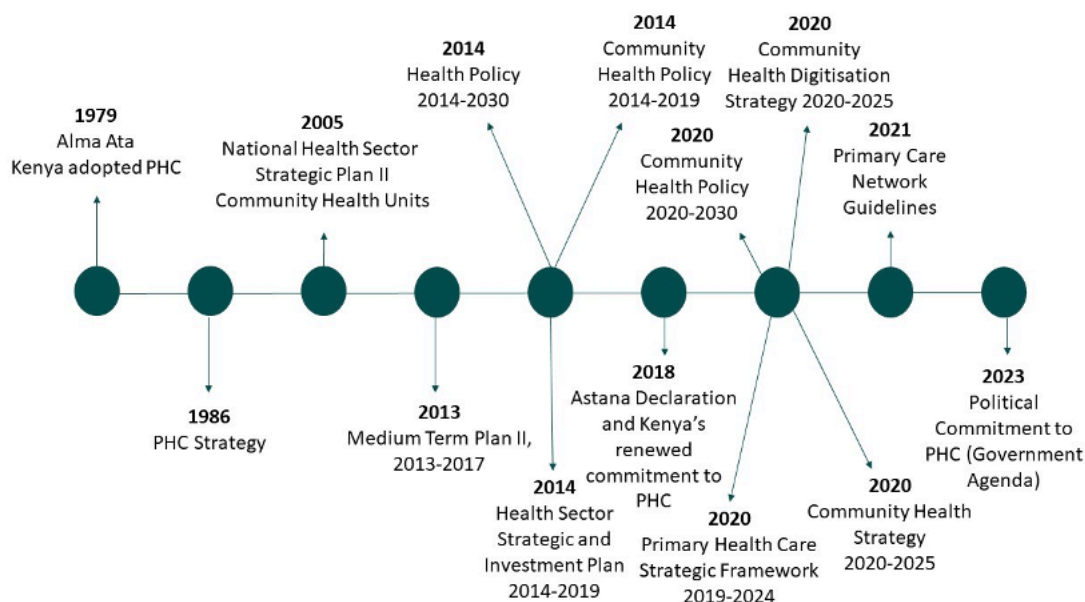 1979
Alma Ata
Kenya adopted PHC
1986
PHC Strategy
2005
National Health Sector
Strategic Plan II
Community Health Units
2013
Medium Term Plan II,
2013-2017
2014
Health Policy
2014-2030
2014
Community
Health Policy
2014-2019
2014
Health Sector
Strategic and
Investment Plan
2014-2019
2018
Astana Declaration
and Kenya’s
renewed
commitment to
PHC
2020
Community
Health Policy
2020-2030
2020
Community
Health Digitisation
Strategy 2020-2025
2020
Primary Health Care
Strategic Framework
2019-2024
2020
Community Health
Strategy
2020-2025
2021
Primary Care
Network
Guidelines
2023
Political
Commitment to
PHC (Government
Agenda)